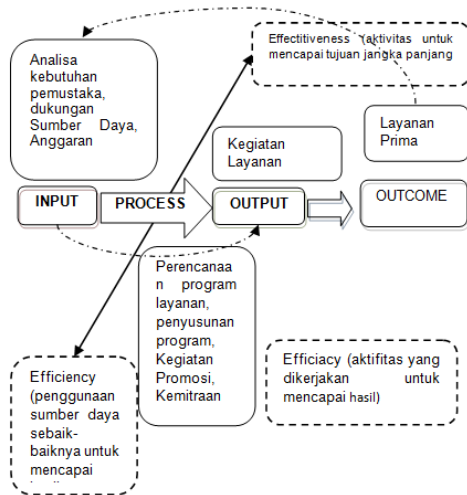 Analisa
kebutuhan
pemustaka,
dukungan
Sumber Daya,
Anggaran
Effectitiveness (aktivitas untuk
mencapai tujuan jangka panjang
Kegiatan
Layanan
Layanan
Prima
INPUT
PROCESS
OUTPUT
OUTCOME
Perencanaa
n program
layanan,
penyusunan
program,
Kegiatan
Promosi,
Kemitraan
Efficiency
(penggunaan
sumber daya
sebaik-
baiknya untuk
mencapai
Efficiacy (aktifitas yang
dikerjakan untuk
mencapai hasil)